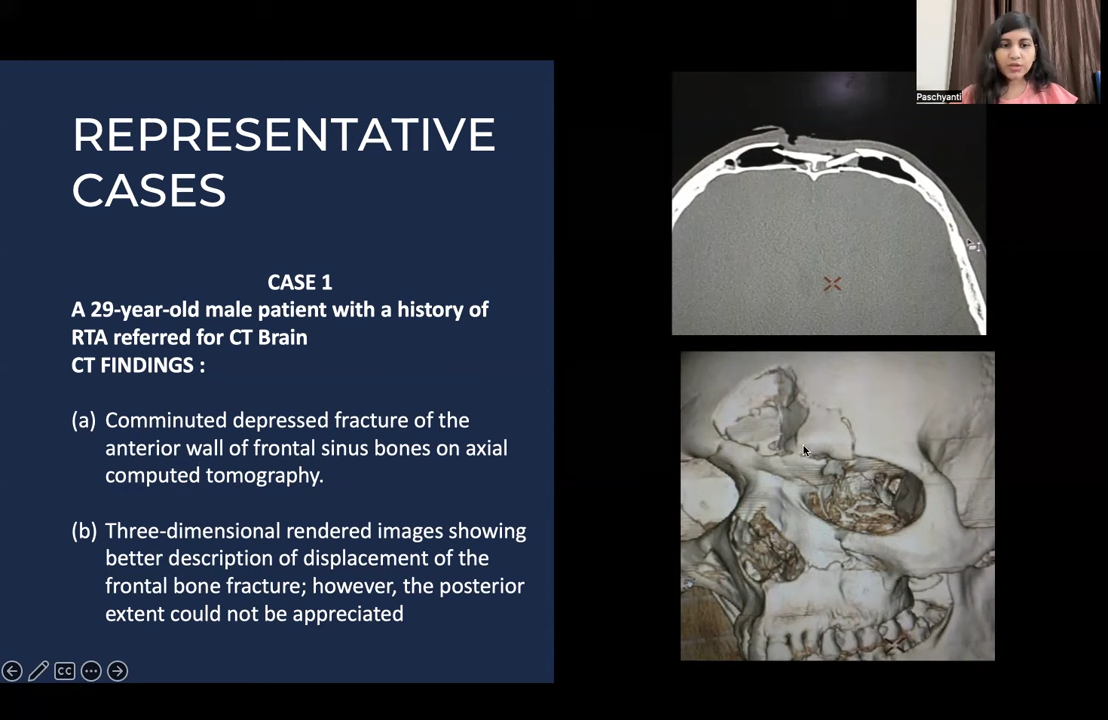 REPRESENTATIVE
CASES
CASE 1
A 29-year-old male patient with a history of
RTA referred for CT Brain
CT FINDINGS :
(a) Comminuted depressed fracture of the
anterior wall of frontal sinus bones on axial
computed tomography.
(b) Three-dimensional rendered images showing
better description of displacement of the
frontal bone fracture; however, the posterior
extent could not be appreciated
Paschyanti
CC